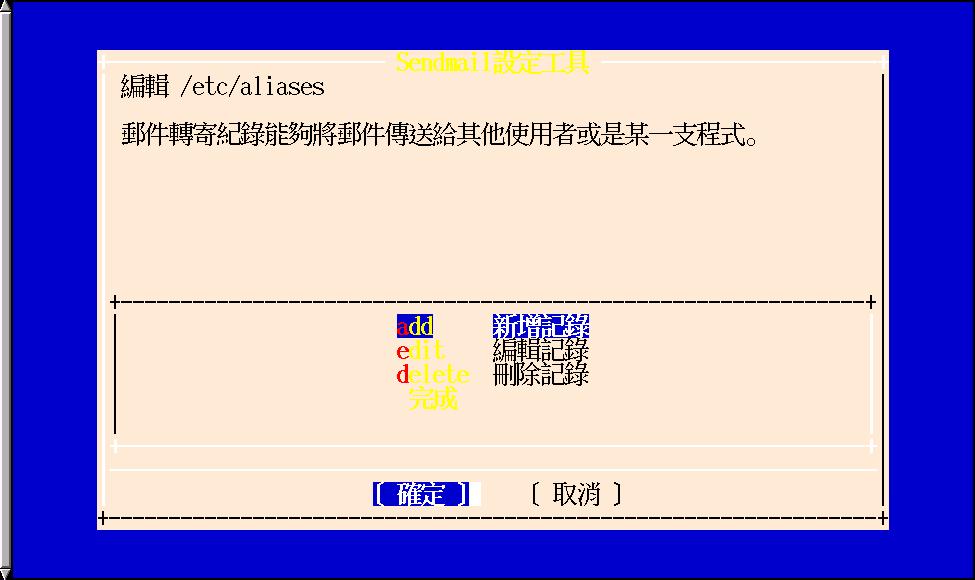 Sendmail設定工具
編輯 /etc/aliases
郵件轉寄紀錄能夠將郵件傳送給其他使用者或是某一支程式。
add 新增記錄
edit 編輯記錄
delete 刪除記錄
完成
[ 確定 ] [ 取消 ]